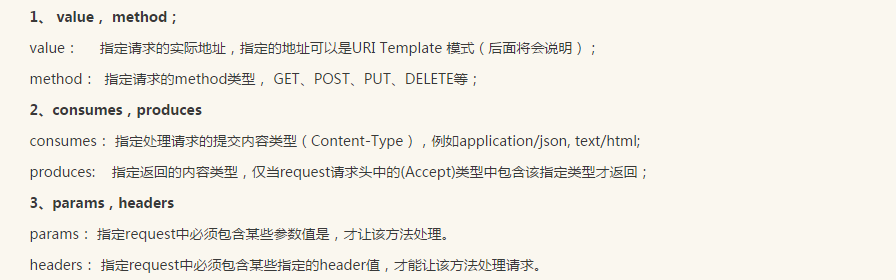 1、 value， method；
value： 指定请求的实际地址，指定的地址可以是URI Template 模式（后面将会说明）；
method： 指定请求的method类型， GET、POST、PUT、DELETE等；
2、consumes，produces
consumes： 指定处理请求的提交内容类型（Content-Type），例如application/json, text/html;
produces: 指定返回的内容类型，仅当request请求头中的(Accept)类型中包含该指定类型才返回；
3、params，headers
params： 指定request中必须包含某些参数值是，才让该方法处理。
headers： 指定request中必须包含某些指定的header值，才能让该方法处理请求。